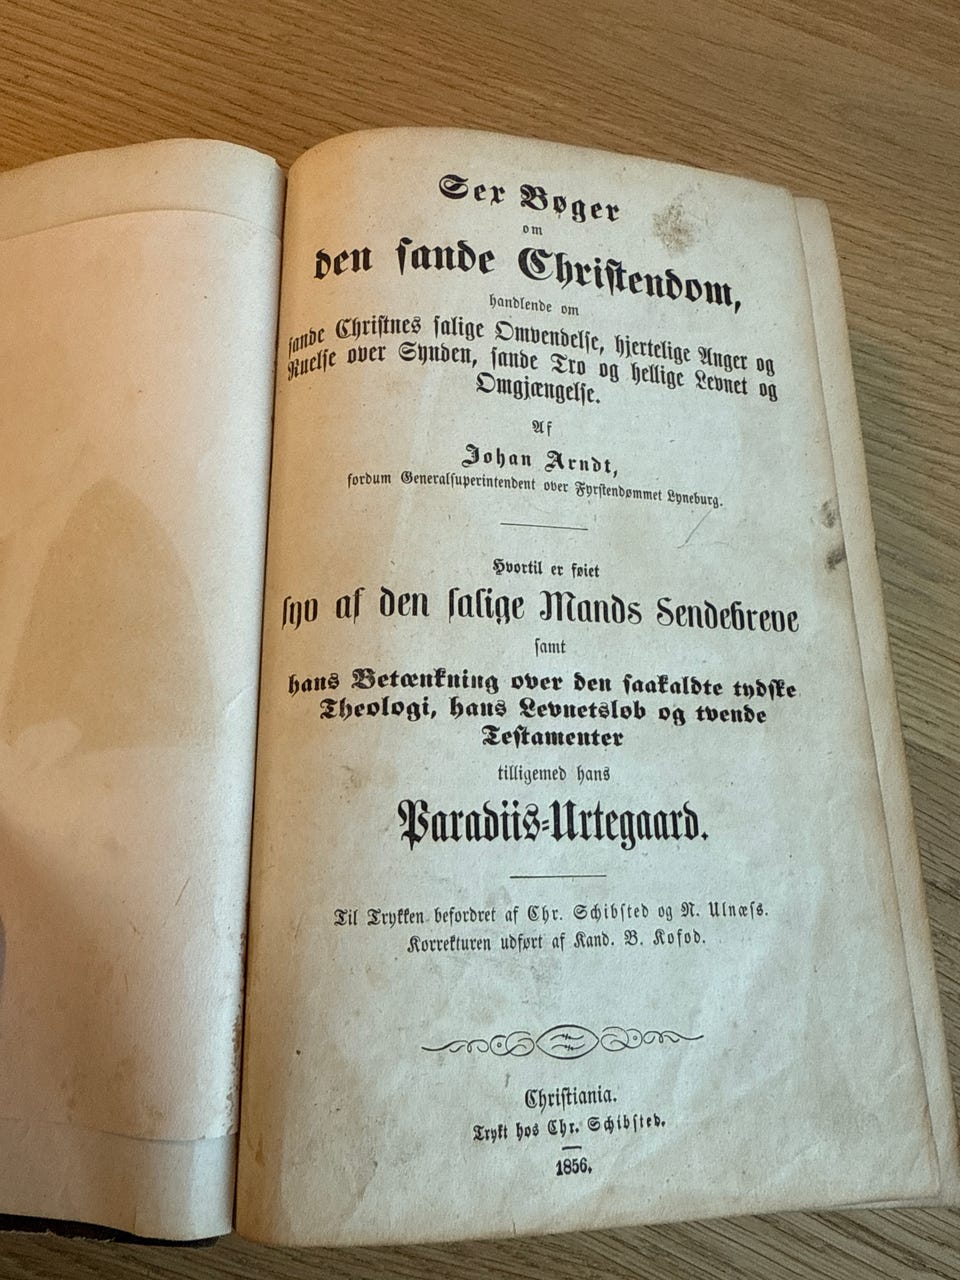 Sex Bøger
om
den sande Christendom,
handlende om
sande Christnes salige Omvendelse, hjertelige Anger og
Ruelse over Synden, sande Tro og hellige Levnet og
Omgjængelse.
Af
Johan Arndt,
fordum Generalsuperintendent over Fyrstendømmet Lyneburg.
Hvortil er føiet
syv af den salige Mands Sendebreve
samt
hans Betænkning over den saakaldte tydske
Theologi, hans Levnetsløb og tvende
Testamenter
tilligemed hans
Paradiis-Urtegaard.
Til Trykken befordret af Chr. Schibsted og N. Ulnæss.
Korrekturen udført af Kand. B. Kofod.
Christiania.
Trykt hos Chr. Schibsted.
1856.